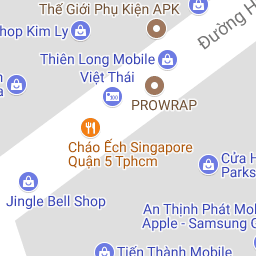 Thế Giới Phụ Kiện APK
hop Kim Ly
Đường H
Thiên Long Mobile
Việt Thái
PROWRAP
Cháo Ếch Singapore
Quận 5 Tphcm
Cửa H
Parks
Jingle Bell Shop
An Thịnh Phát Mob
Apple - Samsung C
Tiến Thành Mobile